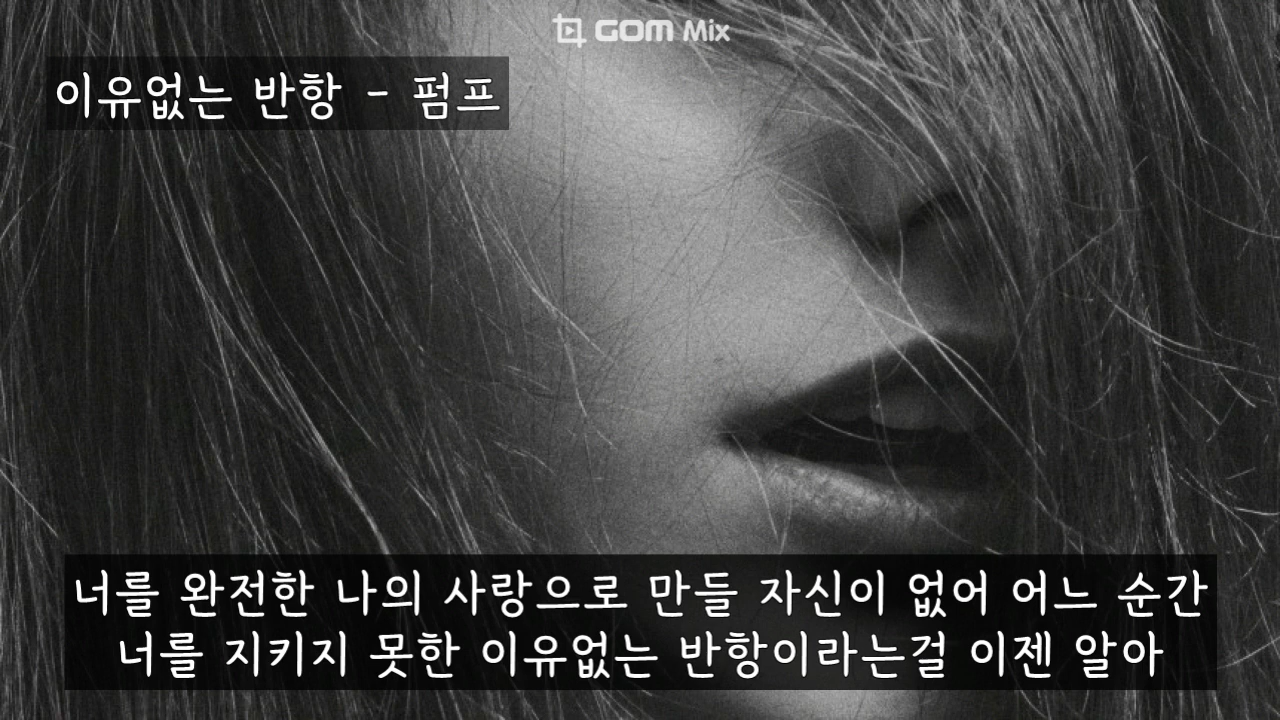 GOM Mix
이유없는 반항 - 펌프
너를 완전한 나의 사랑으로 만들 자신이 없어 어느 순간
너를 지키지 못한 이유없는 반항이라는걸 이젠 알아